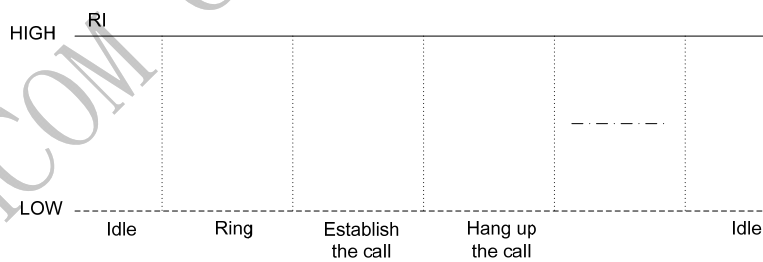 RI
HIGH
LOW
Idle
Ring
Establish
the call
Hang up
the call
Idle